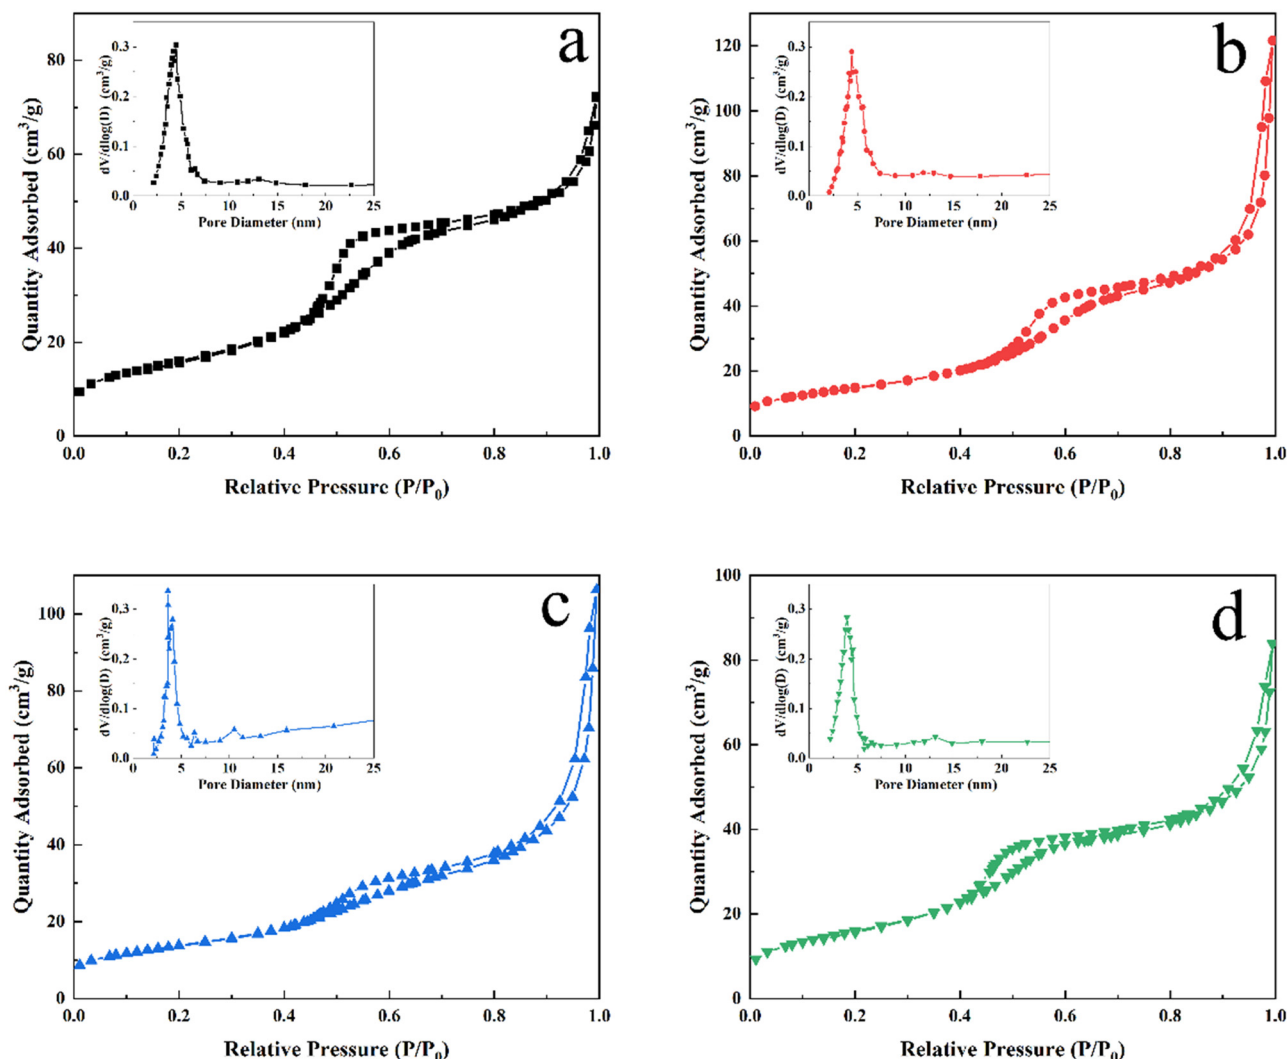 a
Quantity Adsorbed (cm³/g)
80
60
40
20
0
0.0 0.2 0.4 0.6 0.8 1.0
Relative Pressure (P/P₀)
dV/dlog(D) (cm³/g)
0.3
0.2
0.1
0.0
0 5 10 15 20 25
Pore Diameter (nm)
b
Quantity Adsorbed (cm³/g)
120
100
80
60
40
20
0
0.0 0.2 0.4 0.6 0.8 1.0
Relative Pressure (P/P₀)
dV/dlog(D) (cm³/g)
0.3
0.2
0.1
0.0
0 5 10 15 20 25
Pore Diameter (nm)
c
Quantity Adsorbed (cm³/g)
100
80
60
40
20
0
0.0 0.2 0.4 0.6 0.8 1.0
Relative Pressure (P/P₀)
dV/dlog(D) (cm³/g)
0.3
0.2
0.1
0.0
0 5 10 15 20 25
Pore Diameter (nm)
d
Quantity Adsorbed (cm³/g)
100
80
60
40
20
0
0.0 0.2 0.4 0.6 0.8 1.0
Relative Pressure (P/P₀)
dV/dlog(D) (cm³/g)
0.3
0.2
0.1
0.0
0 5 10 15 20 25
Pore Diameter (nm)